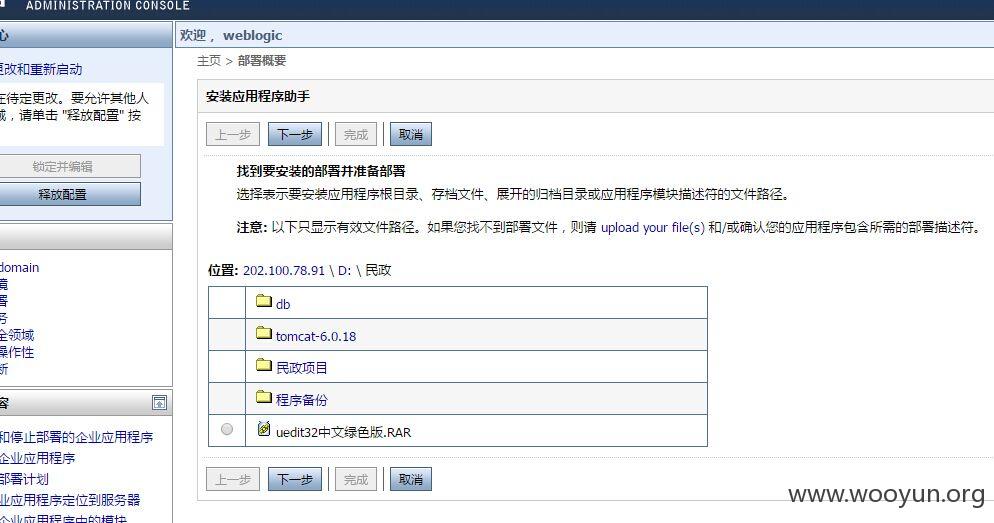 ADMINISTRATION CONSOLE
心
欢迎， weblogic
主页 > 部署概要
更改和重新启动
在待定更改。要允许其他人
域，请单击 "释放配置" 按
锁定并编辑
释放配置
安装应用程序助手
上一步 下一步 完成 取消
找到要安装的部署并准备部署
选择表示要安装应用程序根目录、存档文件、展开的归档目录或应用程序模块描述符的文件路径。
注意: 以下只显示有效文件路径。如果您找不到部署文件，则请 upload your file(s) 和/或确认您的应用程序包含所需的部署描述符。
domain
境
署
务
全领域
操作性
断
位置: 202.100.78.91 \ D: \ 民政
db
tomcat-6.0.18
民政项目
程序备份
uedit32中文绿色版.RAR
容
和停止部署的企业应用程序
企业应用程序
部署计划
业应用程序定位到服务器
企业应用程序中的模块
上一步 下一步 完成 取消
www.wooyun.org